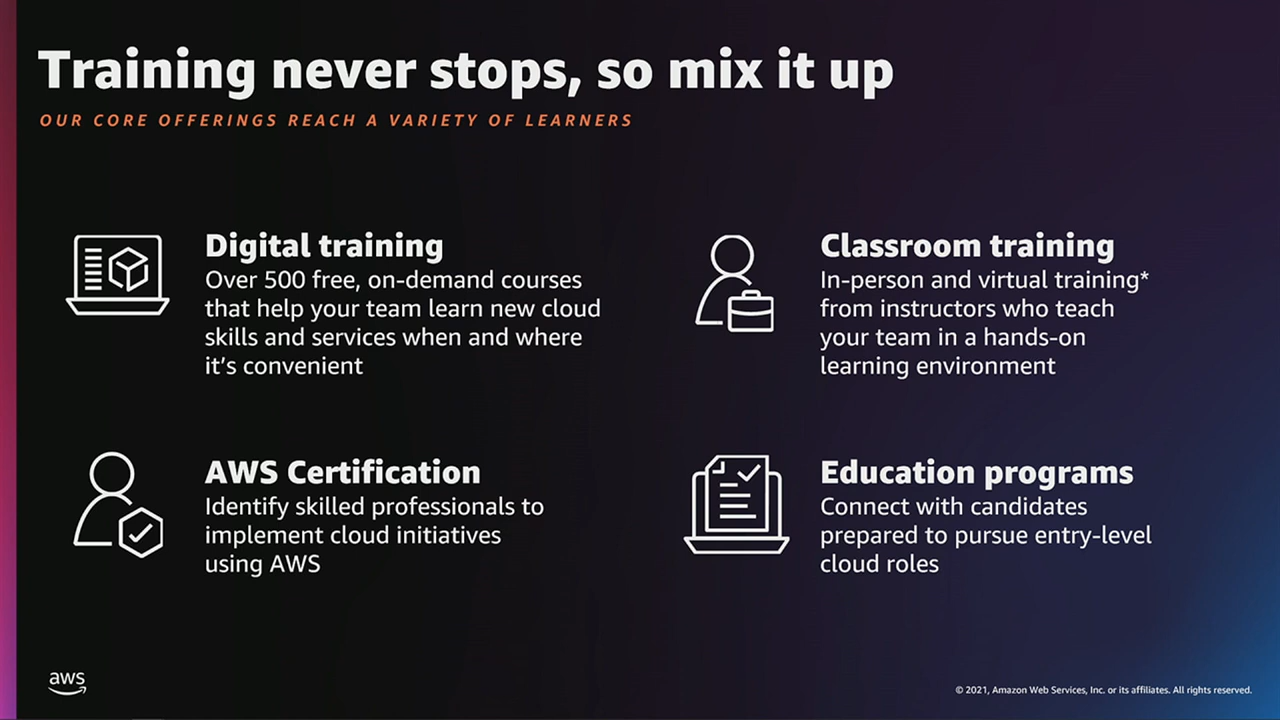 Training never stops, so mix it up
OUR CORE OFFERINGS REACH A VARIETY OF LEARNERS
Digital training
Over 500 free, on-demand courses
that help your team learn new cloud
skills and services when and where
it’s convenient
Classroom training
In-person and virtual training*
from instructors who teach
your team in a hands-on
learning environment
AWS Certification
Identify skilled professionals to
implement cloud initiatives
using AWS
Education programs
Connect with candidates
prepared to pursue entry-level
cloud roles
aws
© 2021, Amazon Web Services, Inc. or its affiliates. All rights reserved.